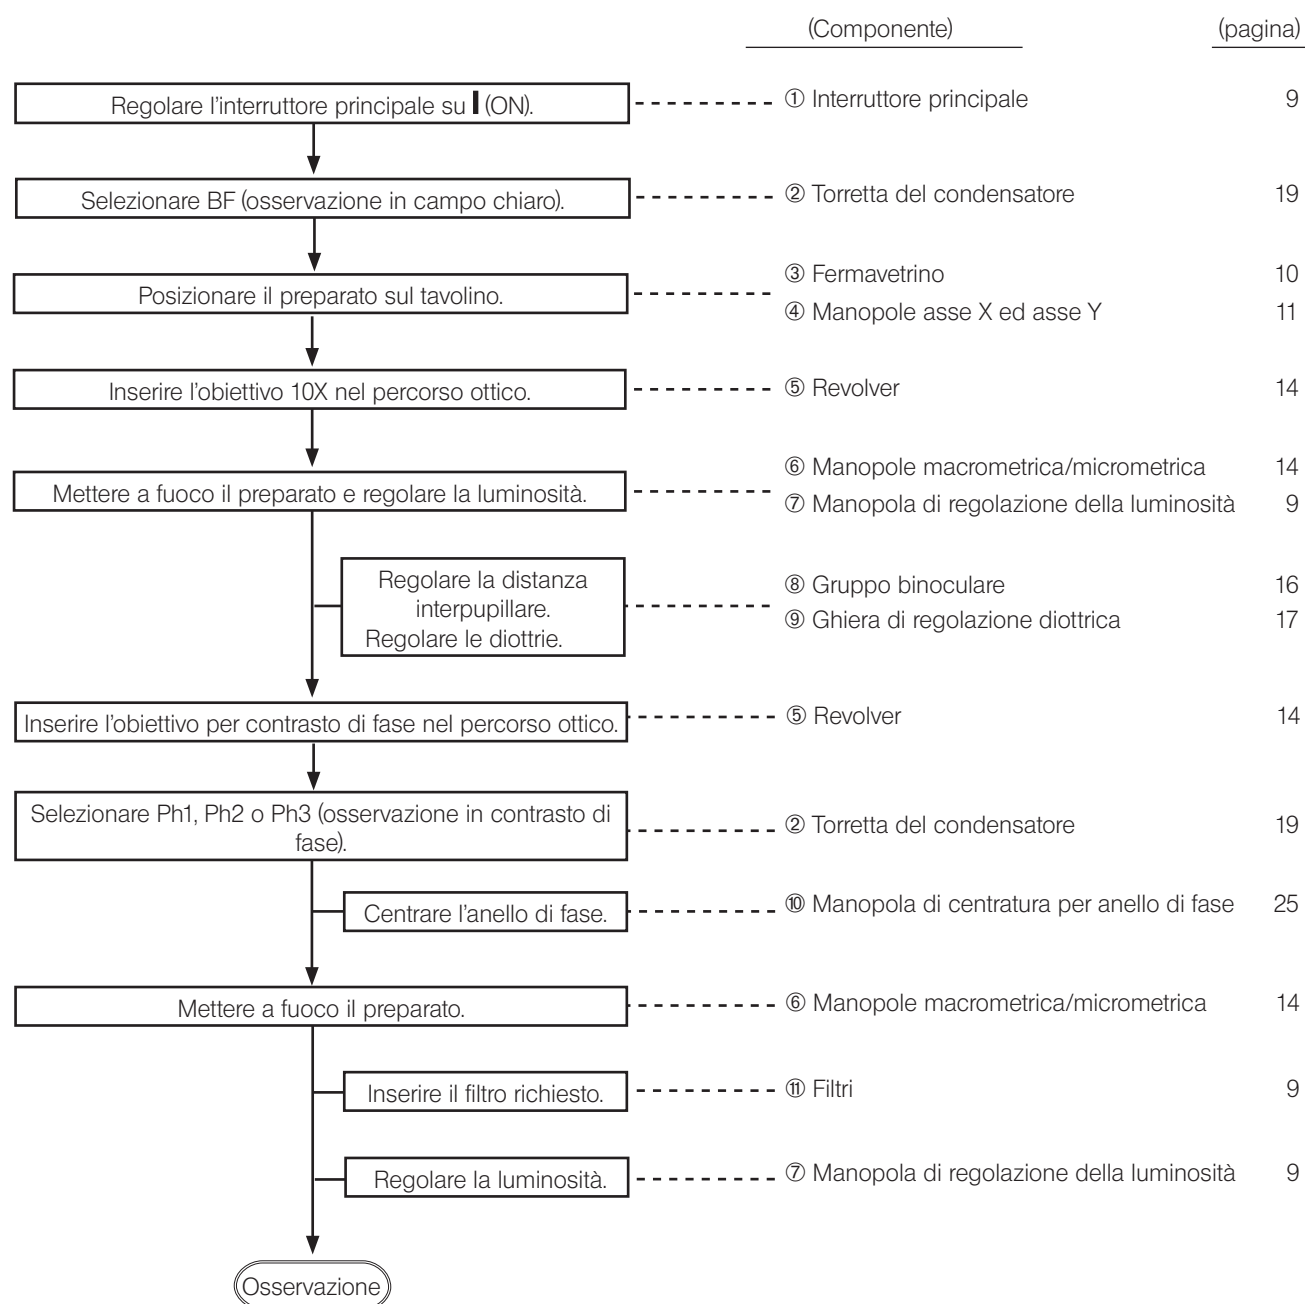 (Componente) (pagina)
Regolare l'interruttore principale su I (ON). ① Interruttore principale 9
Selezionare BF (osservazione in campo chiaro). ② Torretta del condensatore 19
③ Fermavetrino 10
Posizionare il preparato sul tavolino.
④ Manopole asse X ed asse Y 11
Inserire l'obiettivo 10X nel percorso ottico. ⑤ Revolver 14
⑥ Manopole macrometrica/micrometrica 14
Mettere a fuoco il preparato e regolare la luminosità.
⑦ Manopola di regolazione della luminosità 9
Regolare la distanza
interpupillare.
Regolare le diottrie.
⑧ Gruppo binoculare 16
⑨ Ghiera di regolazione diottrica 17
Inserire l'obiettivo per contrasto di fase nel percorso ottico. ⑤ Revolver 14
Selezionare Ph1, Ph2 o Ph3 (osservazione in contrasto di
fase).
② Torretta del condensatore 19
Centrare l'anello di fase. ⑩ Manopola di centratura per anello di fase 25
Mettere a fuoco il preparato. ⑥ Manopole macrometrica/micrometrica 14
Inserire il filtro richiesto. ⑪ Filtri 9
Regolare la luminosità. ⑦ Manopola di regolazione della luminosità 9
Osservazione